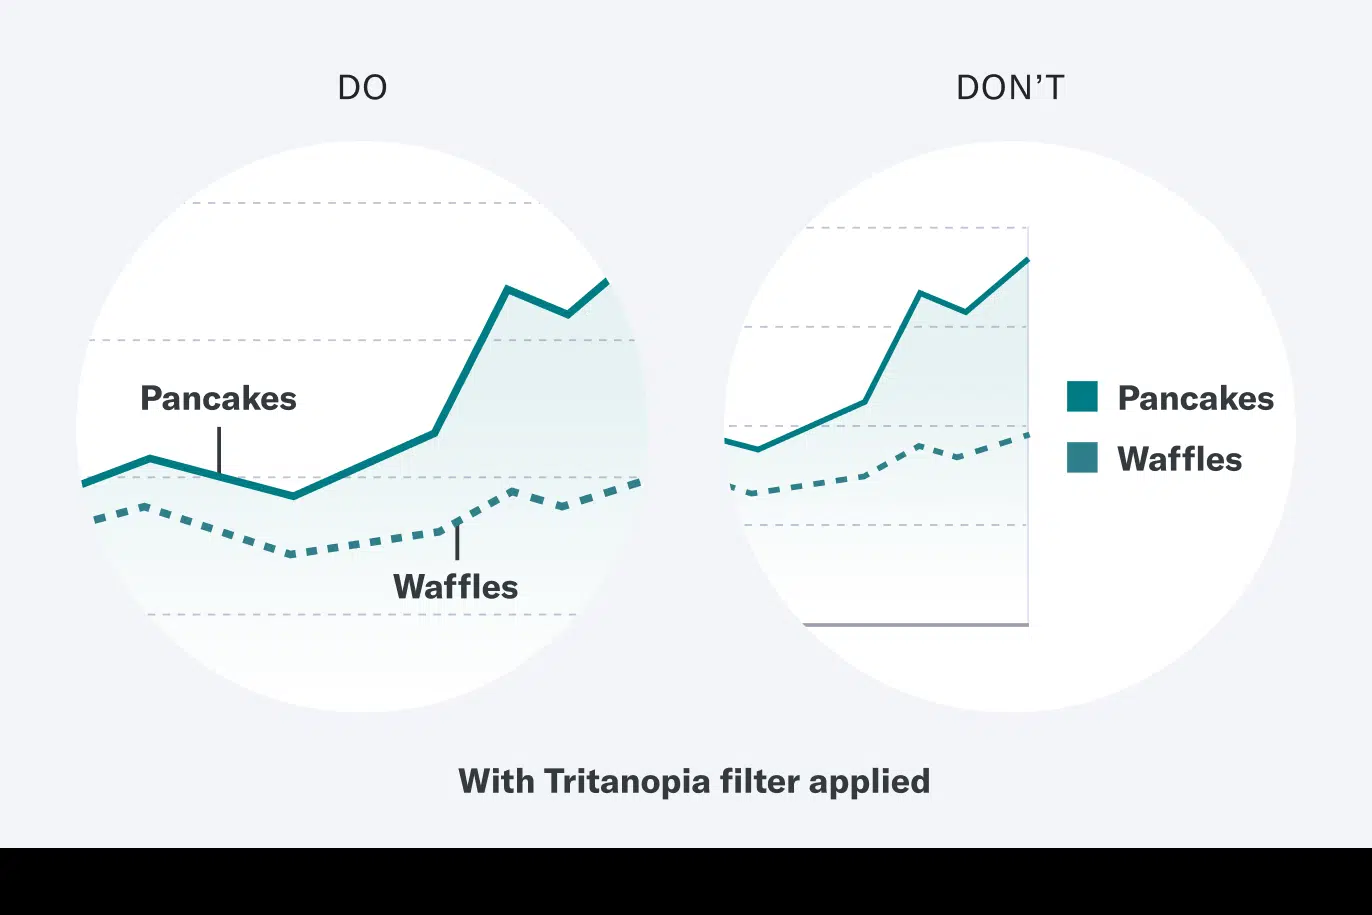 DO
DON’T
Pancakes
Waffles
Pancakes
Waffles
With Tritanopia filter applied